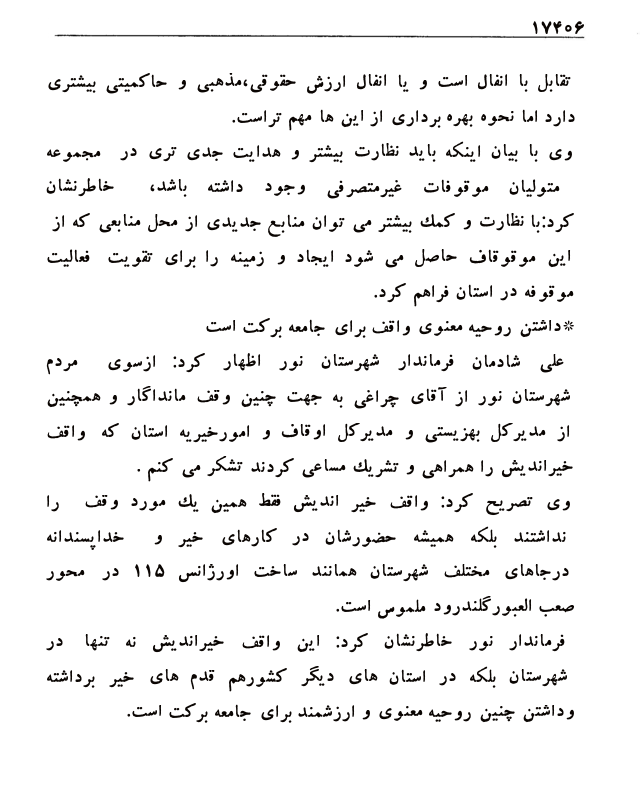 ۱۷۴۰۶
تقابل با انفال است و یا انفال ارزش حقوقی،مذهبی و حاکمیتی بیشتری
دارد اما نحوه بهره برداری از این ها مهم تراست.
وی با بیان اینکه باید نظارت بیشتر و هدایت جدی تری در مجموعه
متولیان موقوفات غیرمتصرفی وجود داشته باشد، خاطرنشان
کرد:با نظارت و کمك بیشتر می توان منابع جدیدی از محل منابعی که از
این موقوقاف حاصل می شود ایجاد و زمینه را برای تقویت فعالیت
موقوفه در استان فراهم کرد.
*داشتن روحیه معنوی واقف برای جامعه برکت است
علی شادمان فرماندار شهرستان نور اظهار کرد: ازسوی مردم
شهرستان نور از آقای چراغی به جهت چنین وقف مانداگار و همچنین
از مدیرکل بهزیستی و مدیرکل اوقاف و امورخیریه استان که واقف
خیراندیش را همراهی و تشریك مساعی کردند تشکر می کنم .
وی تصریح کرد: واقف خیر اندیش فقط همین یك مورد وقف را
نداشتند بلکه همیشه حضورشان در کارهای خیر و خداپسندانه
درجاهای مختلف شهرستان همانند ساخت اورژانس ۱۱۵ در محور
صعب العبورگلندرود ملموس است.
فرماندار نور خاطرنشان کرد: این واقف خیراندیش نه تنها در
شهرستان بلکه در استان های دیگر کشورهم قدم های خیر برداشته
وداشتن چنین روحیه معنوی و ارزشمند برای جامعه برکت است.